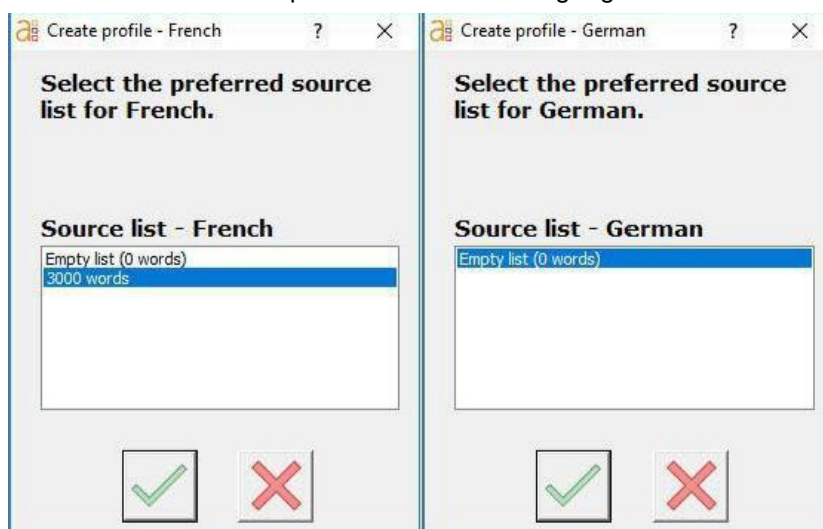 Create profile - French ? ×
Select the preferred source
list for French.
Source list - French
Empty list (0 words)
3000 words
Create profile - German ? ×
Select the preferred source
list for German.
Source list - German
Empty list (0 words)